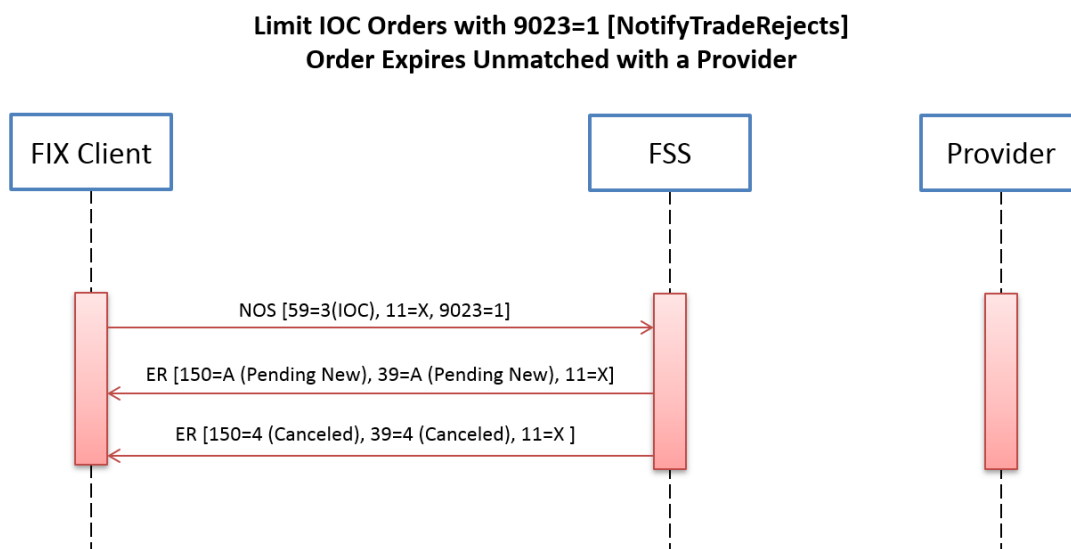 Limit IOC Orders with 9023=1 [NotifyTradeRejects]
Order Expires Unmatched with a Provider
FIX Client
FSS
Provider
NOS [59=3(IOC), 11=X, 9023=1]
ER [150=A (Pending New), 39=A (Pending New), 11=X]
ER [150=4 (Canceled), 39=4 (Canceled), 11=X ]